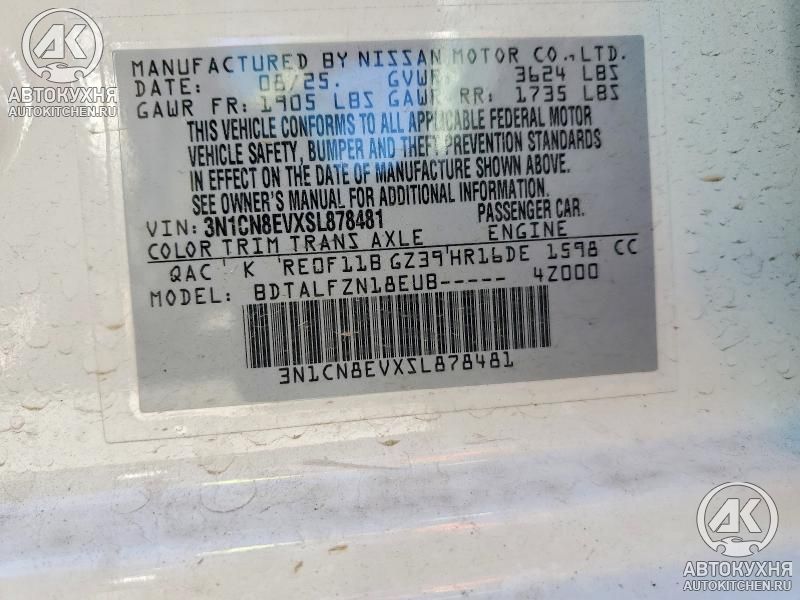 АК
АВТОКУХНЯ
AUTOKITCHEN.RU
MANUFACTURED BY NISSAN MOTOR CO., LTD.
DATE: 08/25. GVWR 3624 LBS
GAWR FR: 1905 LBS GAWR RR: 1735 LBS
THIS VEHICLE CONFORMS TO ALL APPLICABLE FEDERAL MOTOR
VEHICLE SAFETY, BUMPER AND THEFT PREVENTION STANDARDS
IN EFFECT ON THE DATE OF MANUFACTURE SHOWN ABOVE.
SEE OWNER'S MANUAL FOR ADDITIONAL INFORMATION.
VIN: 3N1CN8EVXSL878481 PASSENGER CAR.
COLOR TRIM TRANS AXLE ENGINE
QAC K RE0F11B GZ39 HR16DE 1598 CC
MODEL: BDTALFZN18EUB----- 4Z000
3N1CN8EVXSL878481
АК
АВТОКУХНЯ
AUTOKITCHEN.RU